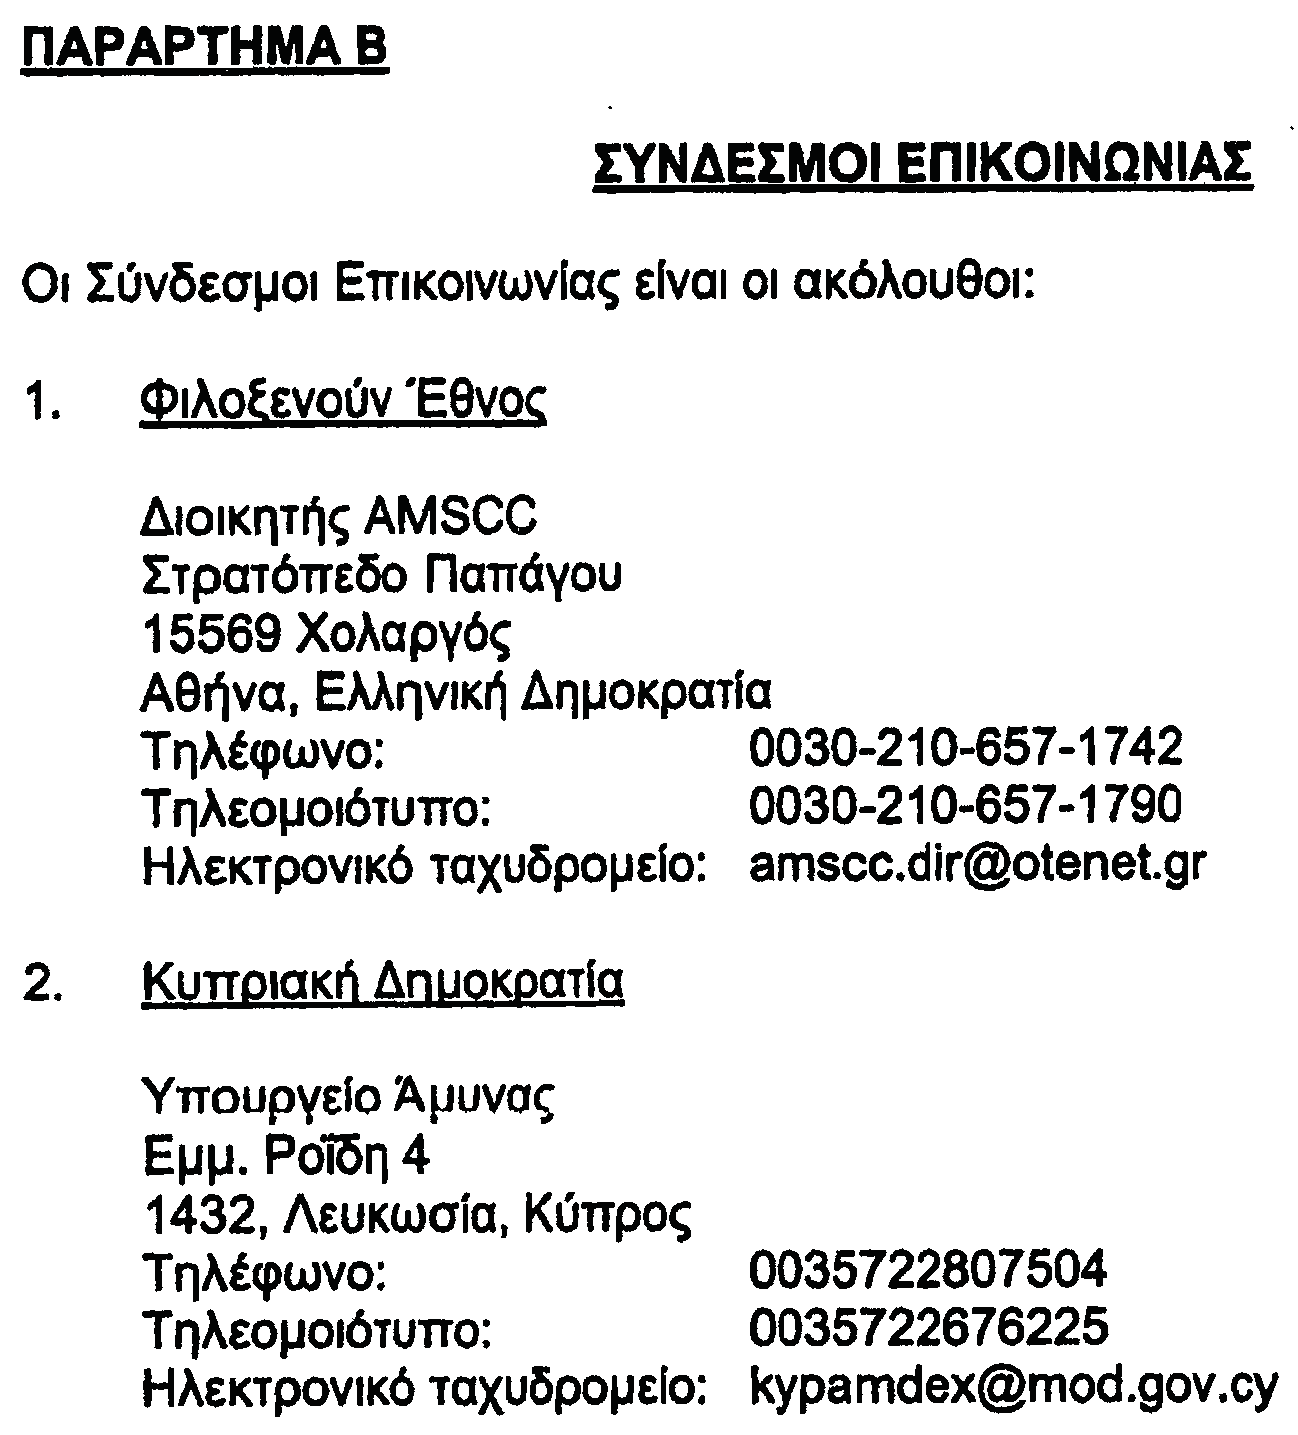 ΠΑΡΑΡΤΗΜΑ Β
ΣΥΝΔΕΣΜΟΙ ΕΠΙΚΟΙΝΩΝΙΑΣ
Οι Σύνδεσμοι Επικοινωνίας είναι οι ακόλουθοι:
1. Φιλοξενούν Έθνος
Διοικητής AMSCC
Στρατόπεδο Παπάγου
15569 Χολαργός
Αθήνα, Ελληνική Δημοκρατία
Τηλέφωνο: 0030-210-657-1742
Τηλεομοιότυπο: 0030-210-657-1790
Ηλεκτρονικό ταχυδρομείο: amscc.dir@otenet.gr
2. Κυπριακή Δημοκρατία
Υπουργείο Άμυνας
Εμμ. Ροΐδη 4
1432, Λευκωσία, Κύπρος
Τηλέφωνο: 0035722807504
Τηλεομοιότυπο: 0035722676225
Ηλεκτρονικό ταχυδρομείο: kypamdex@mod.gov.cy